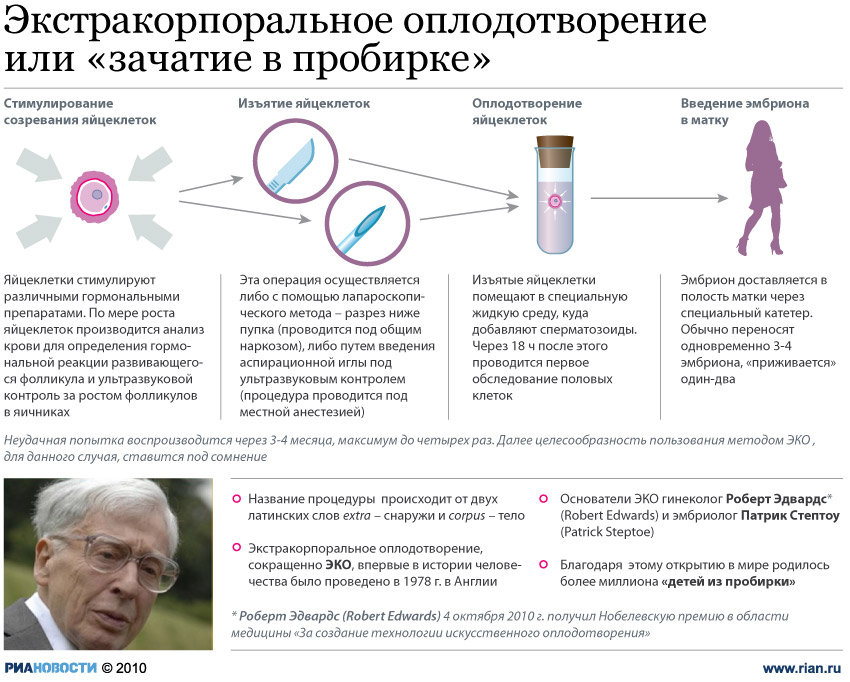 Экстракорпоральное оплодотворение
или «зачатие в пробирке»
Стимулирование
созревания яйцеклеток
Изъятие яйцеклеток
Оплодотворение
яйцеклеток
Введение эмбриона
в матку
Яйцеклетки стимулируют
различными гормональными
препаратами. По мере роста
яйцеклеток производится анализ
крови для определения гормо-
нальной реакции развивающего-
ся фолликула и ультразвуковой
контроль за ростом фолликулов
в яичниках
Эта операция осуществляется
либо с помощью лапароскопи-
ческого метода – разрез ниже
пупка (проводится под общим
наркозом), либо путем введения
аспирационной иглы под
ультразвуковым контролем
(процедура проводится под
местной анестезией)
Изъятые яйцеклетки
помещают в специальную
жидкую среду, куда
добавляют сперматозоиды.
Через 18 ч после этого
проводится первое
обследование половых
клеток
Эмбрион доставляется в
полость матки через
специальный катетер.
Обычно переносят
одновременно 3-4
эмбриона, «приживается»
один-два
Неудачная попытка воспроизводится через 3-4 месяца, максимум до четырех раз. Далее целесообразность пользования методом ЭКО ,
для данного случая, ставится под сомнение
Название процедуры происходит от двух
латинских слов extra – снаружи и corpus – тело
Экстракорпоральное оплодотворение,
сокращенно ЭКО, впервые в истории челове-
чества было проведено в 1978 г. в Англии
Основатели ЭКО гинеколог Роберт Эдвардс*
(Robert Edwards) и эмбриолог Патрик Стептоу
(Patrick Steptoe)
Благодаря этому открытию в мире родилось
более миллиона «детей из пробирки»
* Роберт Эдвардс (Robert Edwards) 4 октября 2010 г. получил Нобелевскую премию в области
медицины «За создание технологии искусственного оплодотворения»
РИАНОВОСТИ © 2010
www.rian.ru